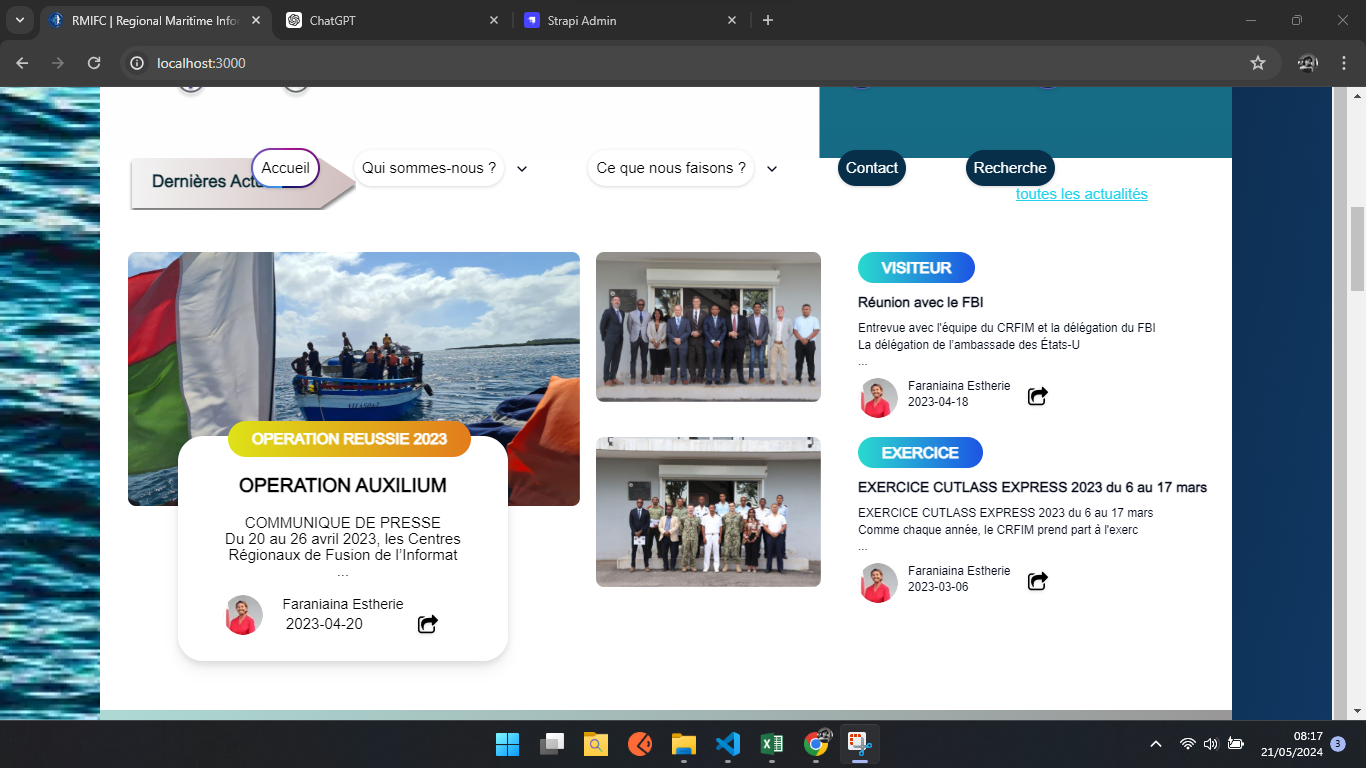 RMIFC | Regional Maritime Infor
ChatGPT
Strapi Admin
localhost:3000
Accueil
Qui sommes-nous ?
Ce que nous faisons ?
Contact
Recherche
Dernières Actu
toutes les actualités
OPERATION REUSSIE 2023
OPERATION AUXILIUM
COMMUNIQUE DE PRESSE
Du 20 au 26 avril 2023, les Centres
Régionaux de Fusion de l’Informat
...
Faraniaina Estherie
2023-04-20
VISITEUR
Réunion avec le FBI
Entrevue avec l'équipe du CRFIM et la délégation du FBI
La délégation de l’ambassade des États-U
...
Faraniaina Estherie
2023-04-18
EXERCICE
EXERCICE CUTLASS EXPRESS 2023 du 6 au 17 mars
EXERCICE CUTLASS EXPRESS 2023 du 6 au 17 mars
Comme chaque année, le CRFIM prend part á l'exerc
...
Faraniaina Estherie
2023-03-06
08:17
21/05/2024
3